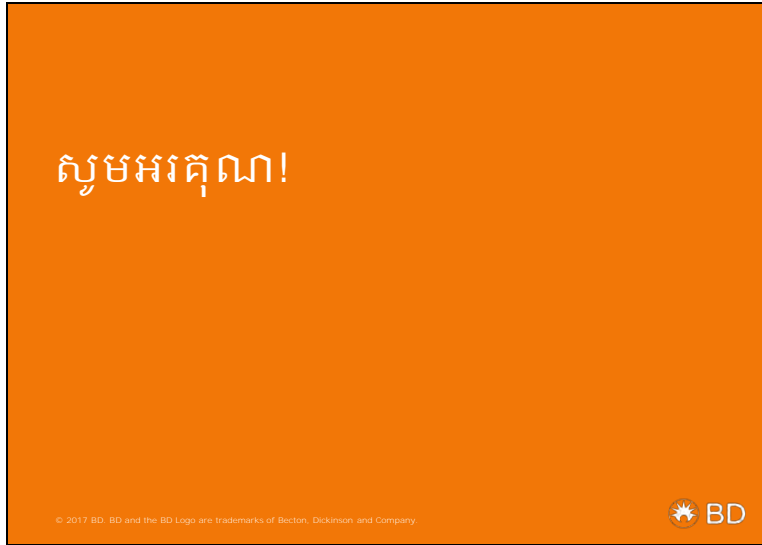 សូមអរគុណ!
© 2017 BD. BD and the BD Logo are trademarks of Becton, Dickinson and Company.
BD